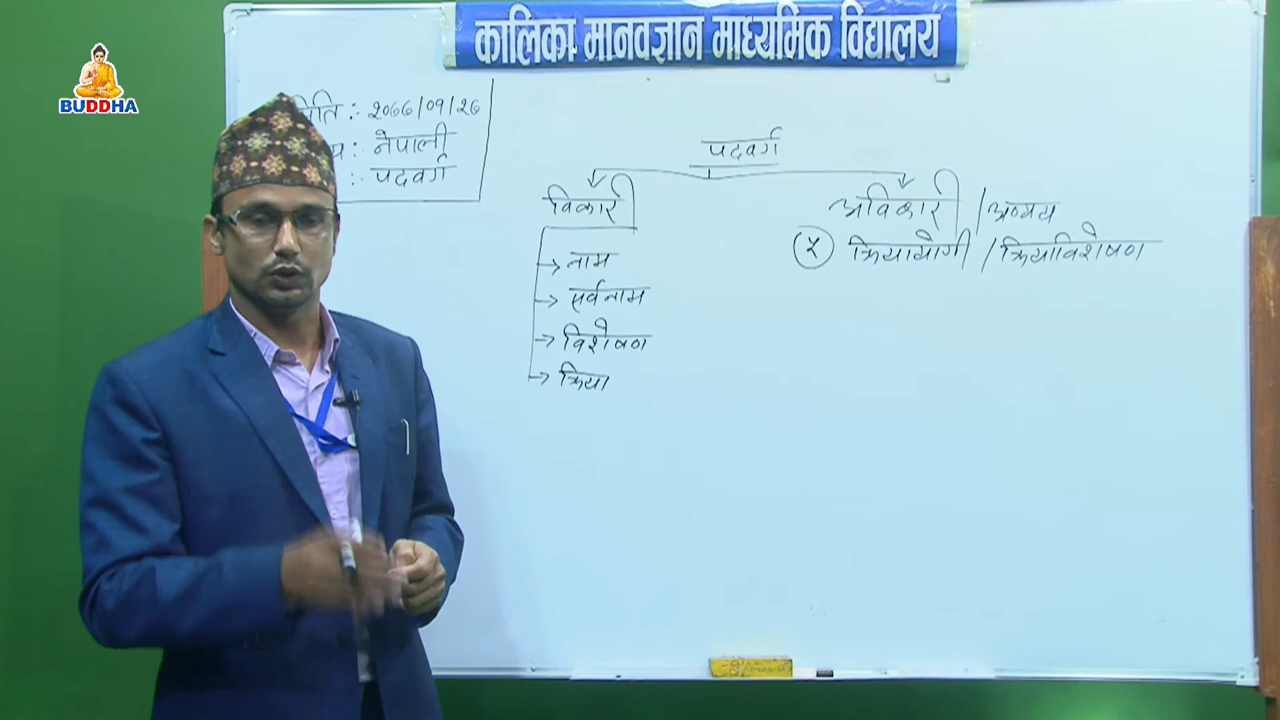 BUDDHA
कालिका मानवज्ञान माध्यमिक विद्यालय
मिति : २०७७/०१/२६
: नेपाली
: पदवर्ग
पदवर्ग
विकारी
→ नाम
→ सर्वनाम
→ विशेषण
→ क्रिया
अविकारी / अव्यय
५ क्रियायोगी / क्रियाविशेषण